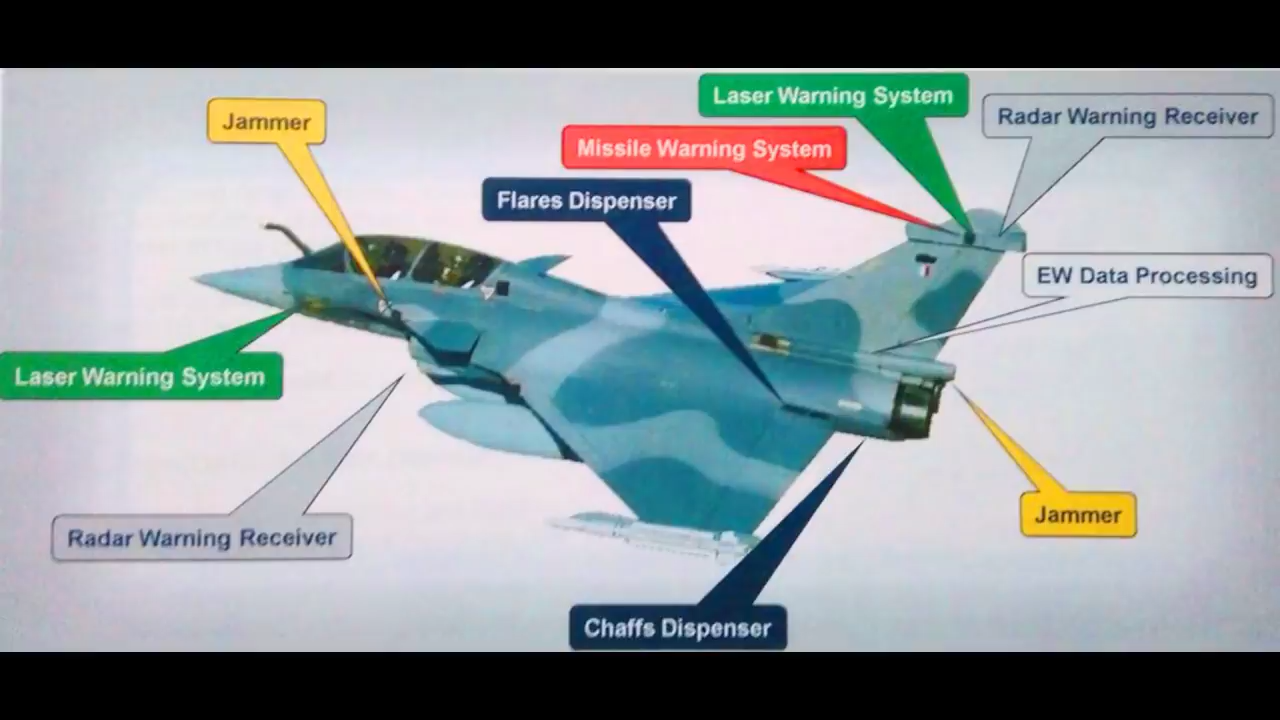 Laser Warning System
Jammer
Radar Warning Receiver
Missile Warning System
Flares Dispenser
EW Data Processing
Laser Warning System
Jammer
Radar Warning Receiver
Chaffs Dispenser